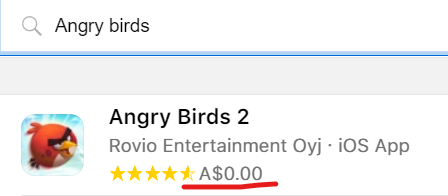 Angry birds
Angry Birds 2
Rovio Entertainment Oyj · iOS App
A$0.00